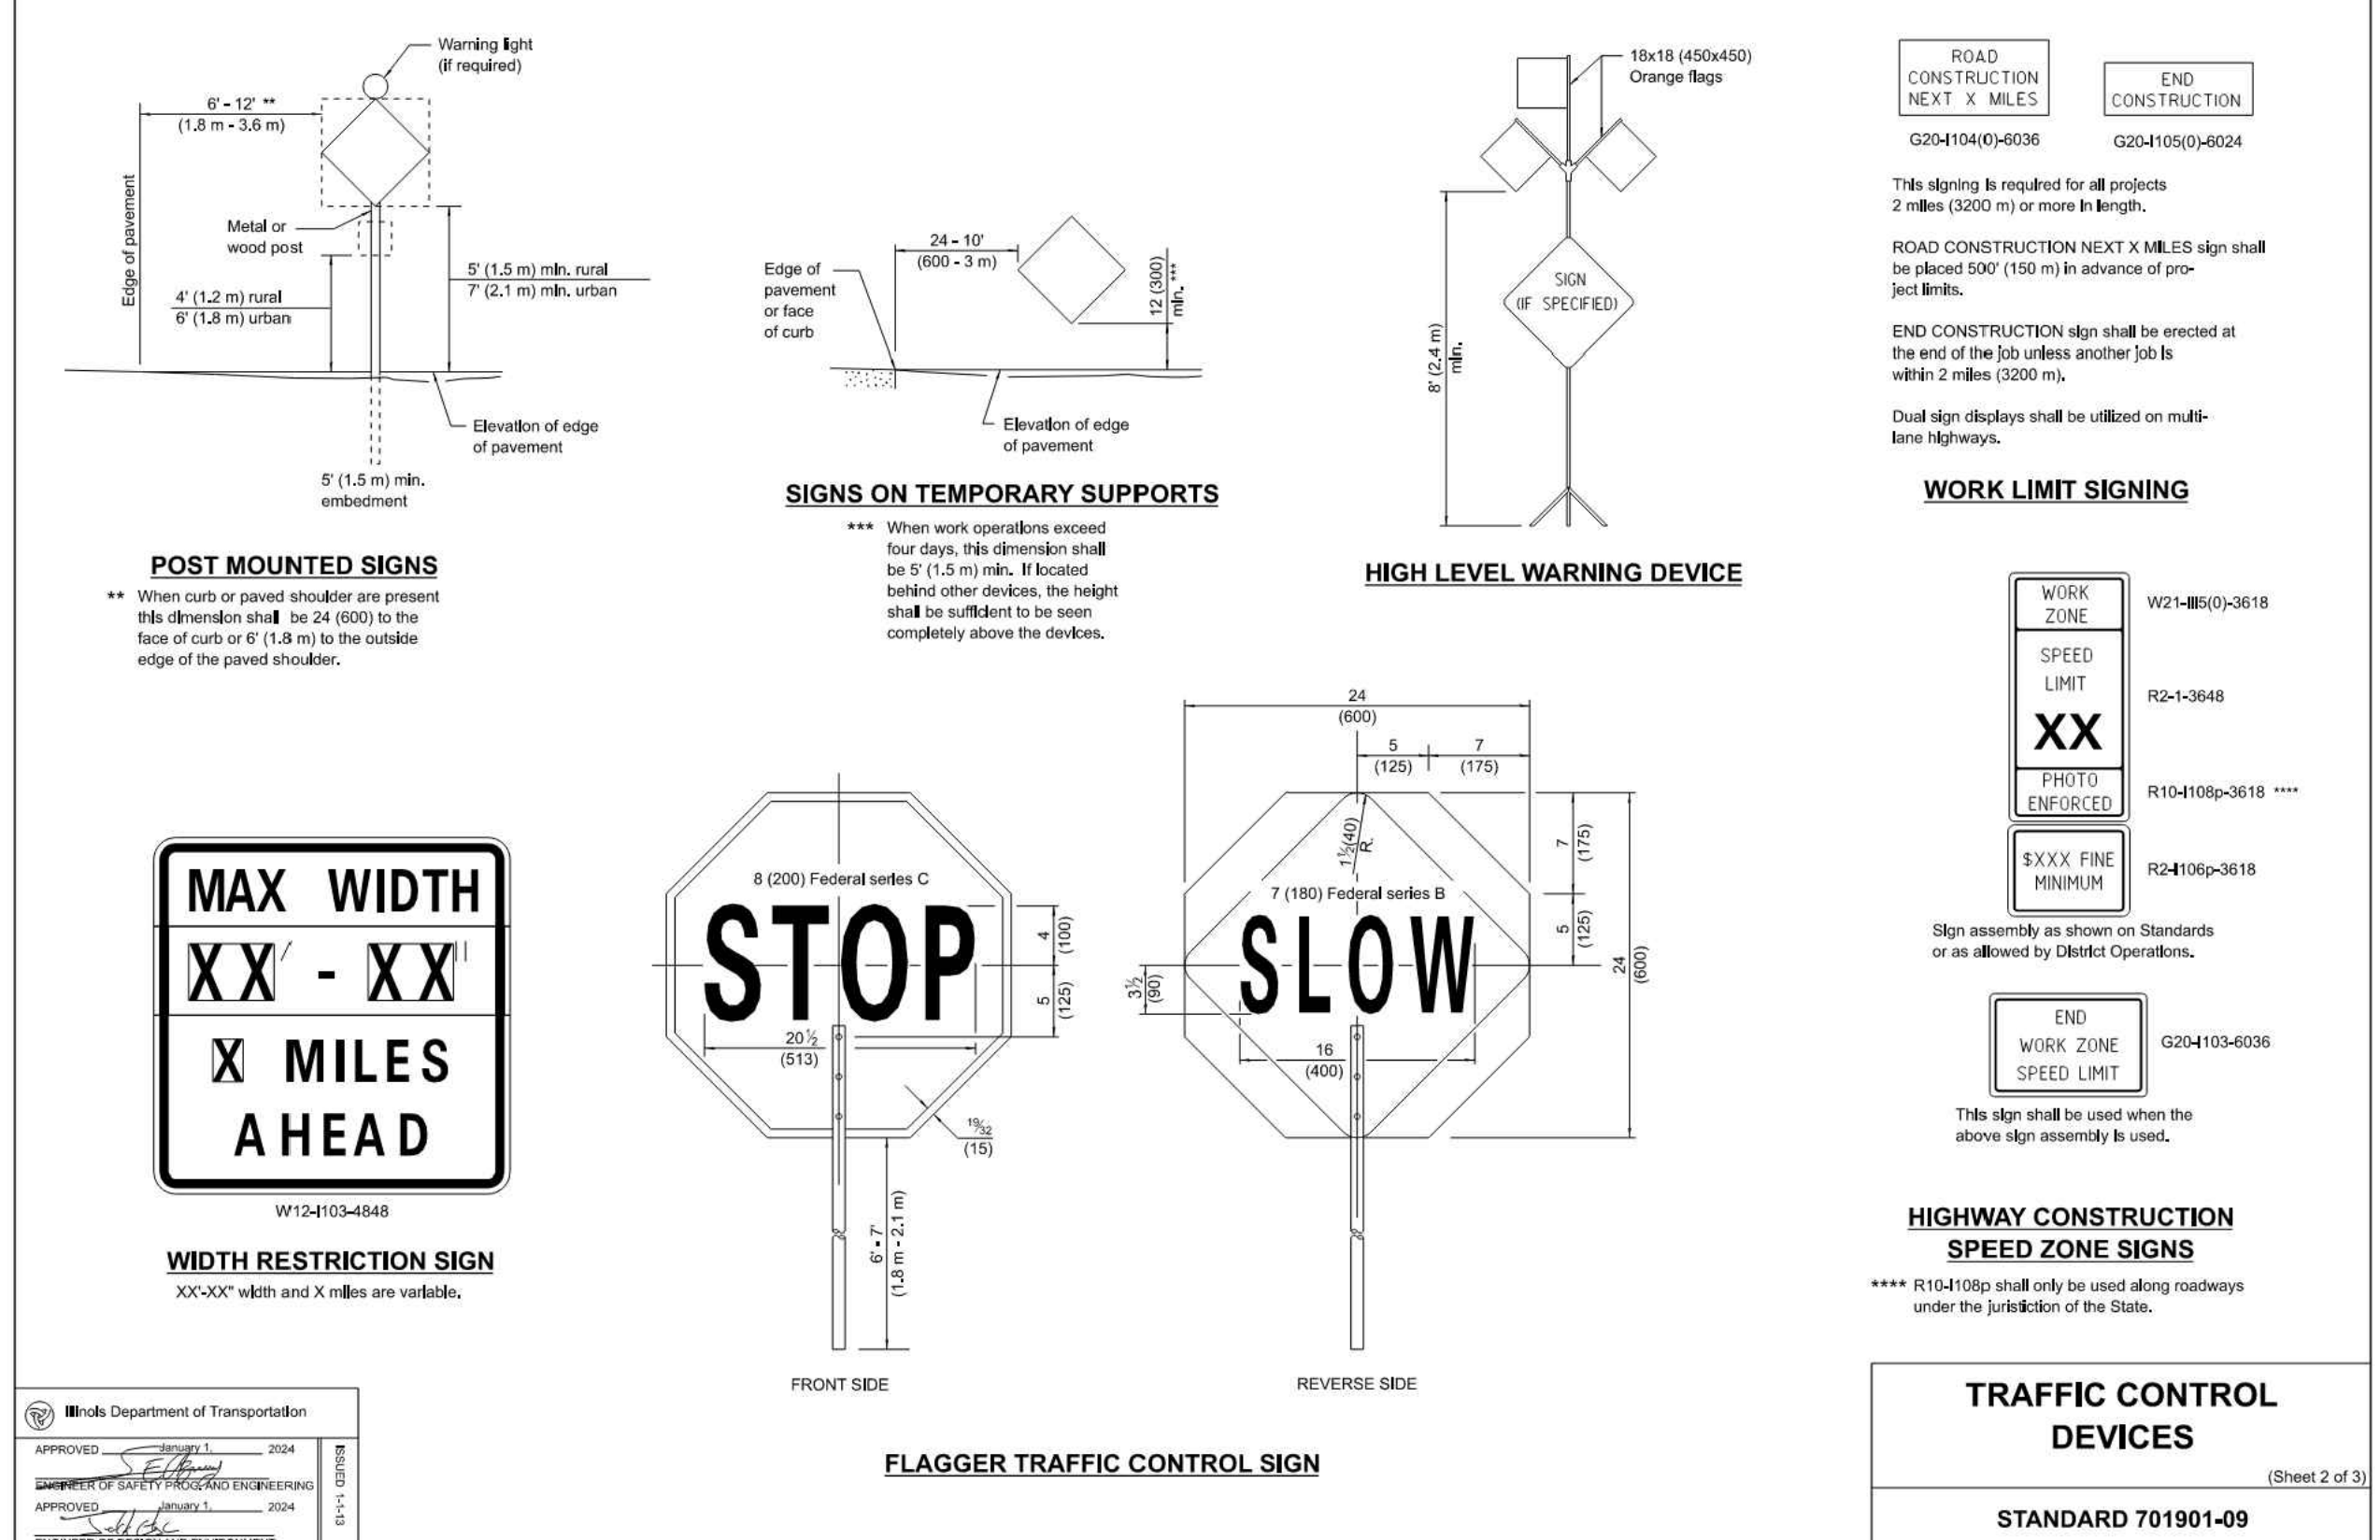 Warning light
(if required)
6' - 12' **
(1.8 m - 3.6 m)
Edge of pavement
Metal or
wood post
4' (1.2 m) rural
6' (1.8 m) urban
5' (1.5 m) min. rural
7' (2.1 m) min. urban
Elevation of edge
of pavement
5' (1.5 m) min.
embedment
POST MOUNTED SIGNS
** When curb or paved shoulder are present
this dimension shall be 24 (600) to the
face of curb or 6' (1.8 m) to the outside
edge of the paved shoulder.
24 - 10'
(600 - 3 m)
Edge of
pavement
or face
of curb
12 (300)
min. ***
Elevation of edge
of pavement
SIGNS ON TEMPORARY SUPPORTS
*** When work operations exceed
four days, this dimension shall
be 5' (1.5 m) min. If located
behind other devices, the height
shall be sufficient to be seen
completely above the devices.
18x18 (450x450)
Orange flags
SIGN
(IF SPECIFIED)
8' (2.4 m)
min.
HIGH LEVEL WARNING DEVICE
ROAD
CONSTRUCTION
NEXT X MILES
G20-I104(0)-6036
END
CONSTRUCTION
G20-I105(0)-6024
This signing is required for all projects
2 miles (3200 m) or more in length.
ROAD CONSTRUCTION NEXT X MILES sign shall
be placed 500' (150 m) in advance of pro-
ject limits.
END CONSTRUCTION sign shall be erected at
the end of the job unless another job is
within 2 miles (3200 m).
Dual sign displays shall be utilized on multi-
lane highways.
WORK LIMIT SIGNING
MAX WIDTH
XX' - XX"
X MILES
AHEAD
W12-I103-4848
WIDTH RESTRICTION SIGN
XX'-XX" width and X miles are variable.
8 (200) Federal series C
STOP
4
(100)
5
(125)
20 ½
(513)
19/32
(15)
6' - 7'
(1.8 m - 2.1 m)
FRONT SIDE
24
(600)
5
(125)
7
(175)
1½(40)
R.
7 (180) Federal series B
SLOW
7
(175)
5
(125)
24
(600)
3½
(90)
16
(400)
REVERSE SIDE
FLAGGER TRAFFIC CONTROL SIGN
WORK
ZONE
W21-I115(0)-3618
SPEED
LIMIT
XX
R2-1-3648
PHOTO
ENFORCED
R10-I108p-3618 ****
$XXX FINE
MINIMUM
R2-I106p-3618
Sign assembly as shown on Standards
or as allowed by District Operations.
END
WORK ZONE
SPEED LIMIT
G20-I103-6036
This sign shall be used when the
above sign assembly is used.
HIGHWAY CONSTRUCTION
SPEED ZONE SIGNS
**** R10-I108p shall only be used along roadways
under the juristiction of the State.
Illinois Department of Transportation
APPROVED January 1, 2024
ENGINEER OF SAFETY PROG. AND ENGINEERING
APPROVED January 1, 2024
ISSUED 1-1-13
TRAFFIC CONTROL
DEVICES
(Sheet 2 of 3)
STANDARD 701901-09